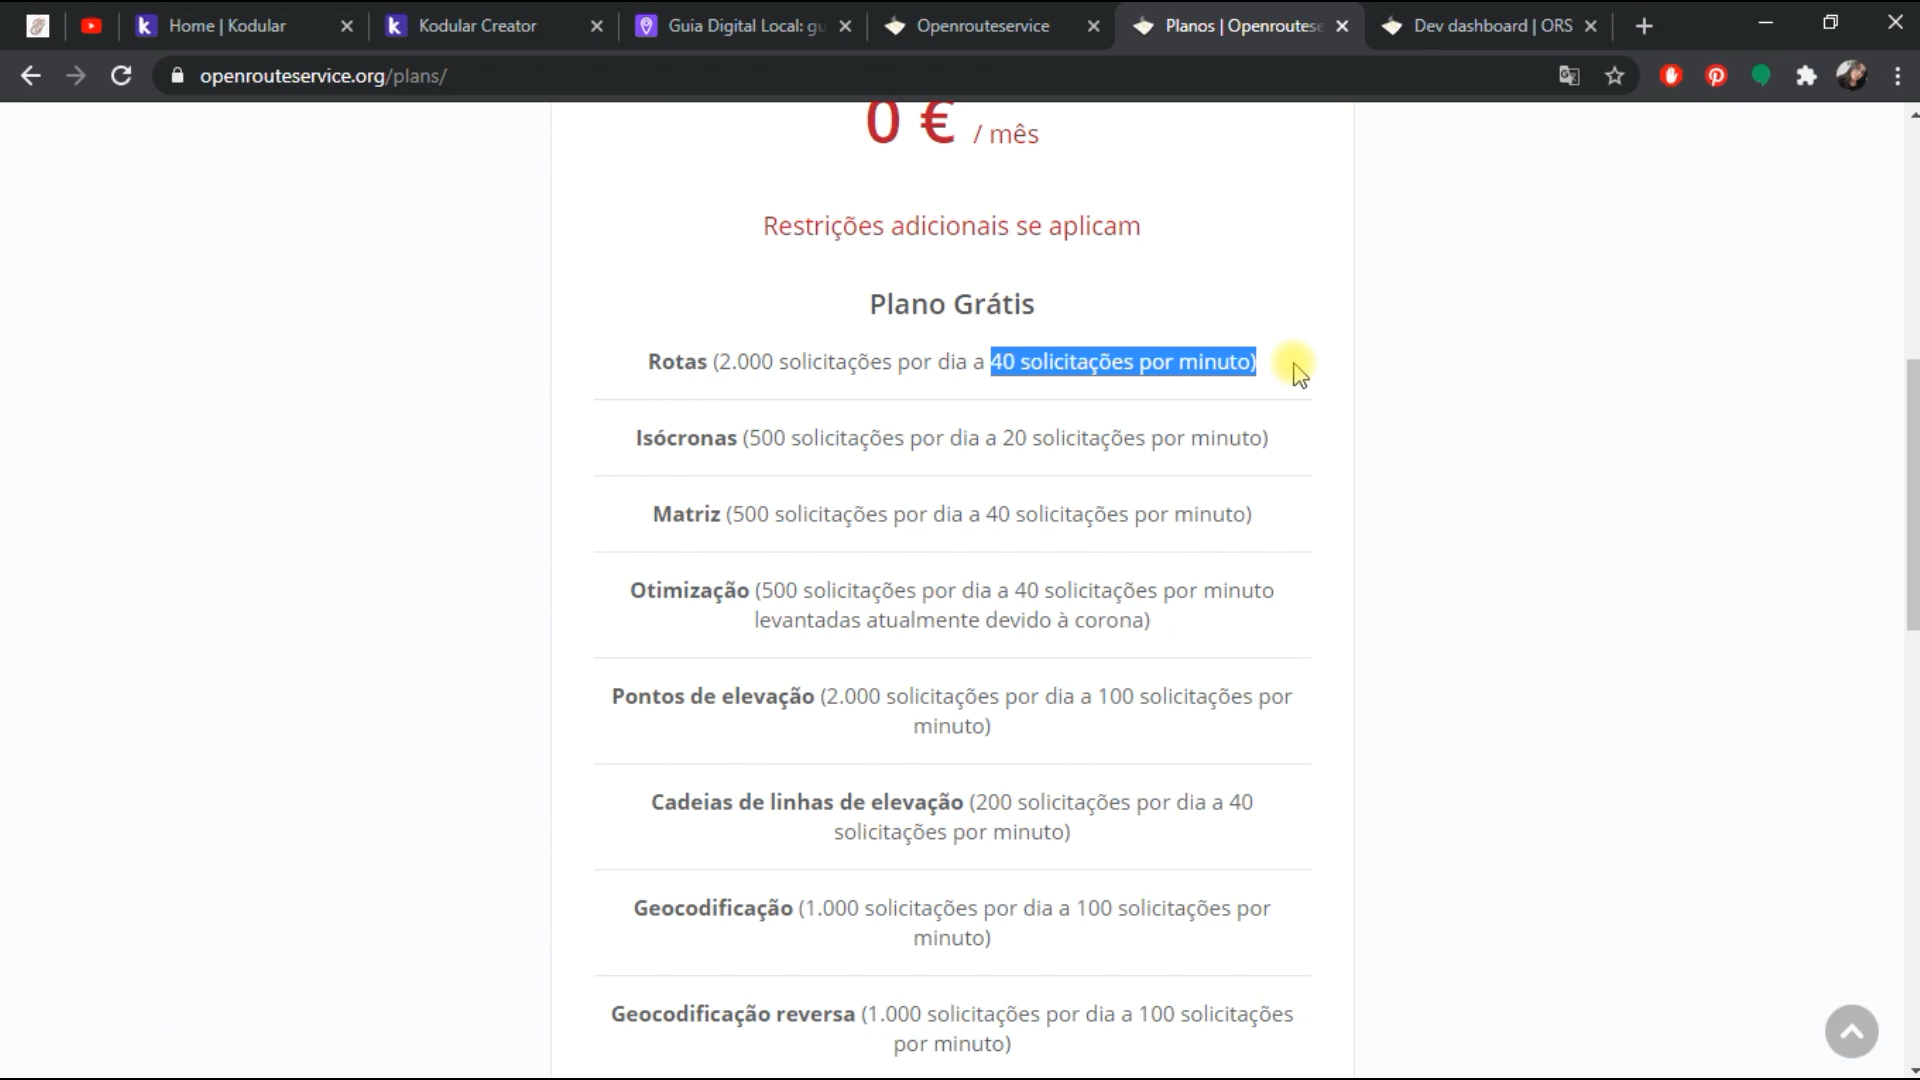 Home | Kodular
Kodular Creator
Guia Digital Local: gu
Openrouteservice
Planos | Openroutese
Dev dashboard | ORS
openrouteservice.org/plans/
0 € / mês
Restrições adicionais se aplicam
Plano Grátis
Rotas (2.000 solicitações por dia a 40 solicitações por minuto)
Isócronas (500 solicitações por dia a 20 solicitações por minuto)
Matriz (500 solicitações por dia a 40 solicitações por minuto)
Otimização (500 solicitações por dia a 40 solicitações por minuto
levantadas atualmente devido à corona)
Pontos de elevação (2.000 solicitações por dia a 100 solicitações por
minuto)
Cadeias de linhas de elevação (200 solicitações por dia a 40
solicitações por minuto)
Geocodificação (1.000 solicitações por dia a 100 solicitações por
minuto)
Geocodificação reversa (1.000 solicitações por dia a 100 solicitações
por minuto)